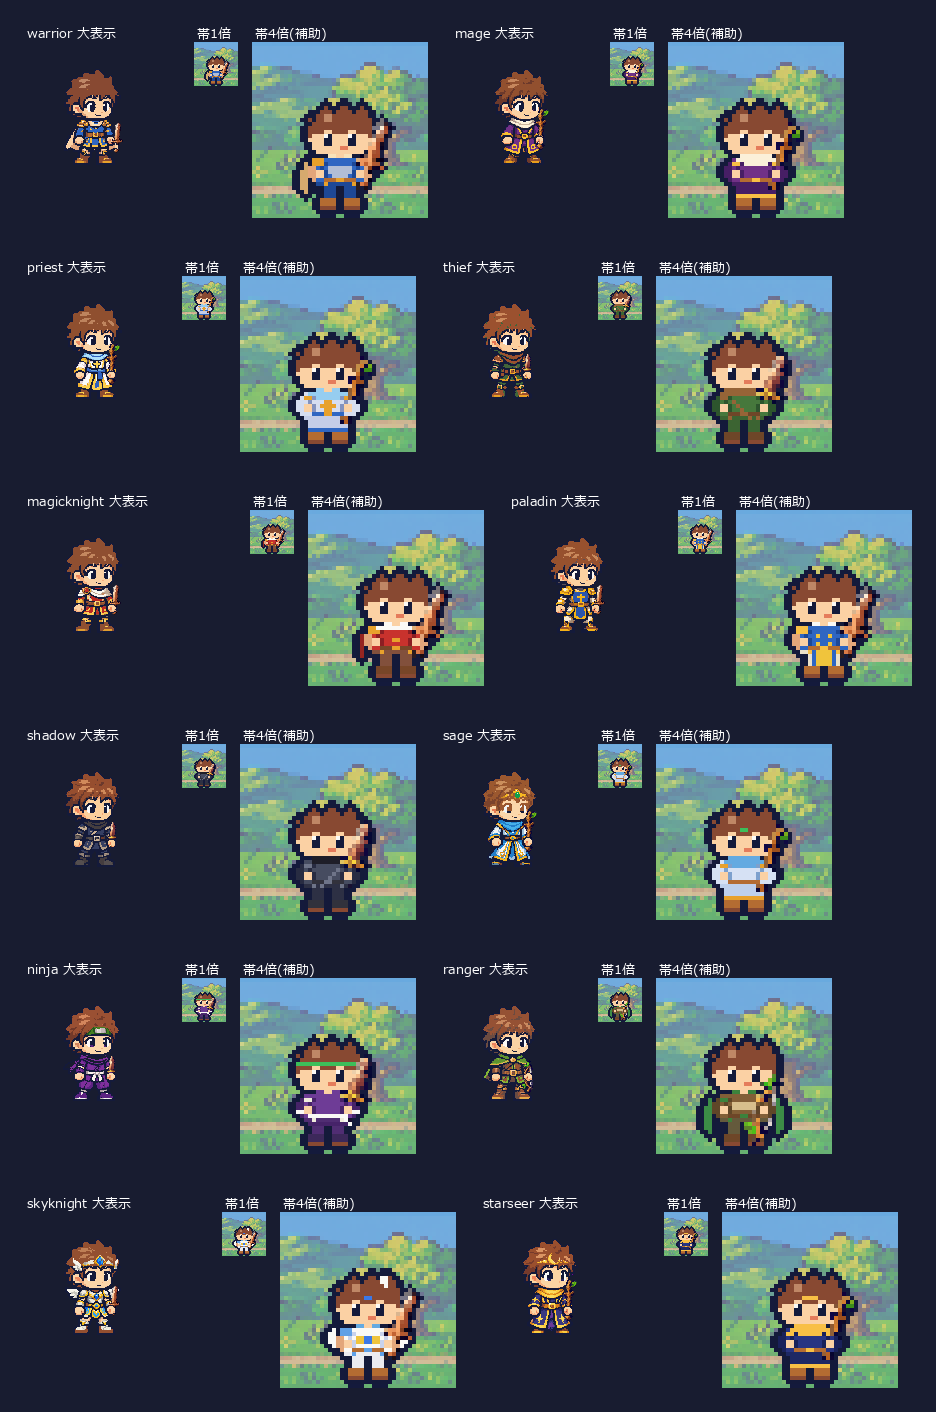 warrior 大表示 帯1倍 帯4倍(補助) mage 大表示 帯1倍 帯4倍(補助)
priest 大表示 帯1倍 帯4倍(補助) thief 大表示 帯1倍 帯4倍(補助)
magicknight 大表示 帯1倍 帯4倍(補助) paladin 大表示 帯1倍 帯4倍(補助)
shadow 大表示 帯1倍 帯4倍(補助) sage 大表示 帯1倍 帯4倍(補助)
ninja 大表示 帯1倍 帯4倍(補助) ranger 大表示 帯1倍 帯4倍(補助)
skyknight 大表示 帯1倍 帯4倍(補助) starseer 大表示 帯1倍 帯4倍(補助)